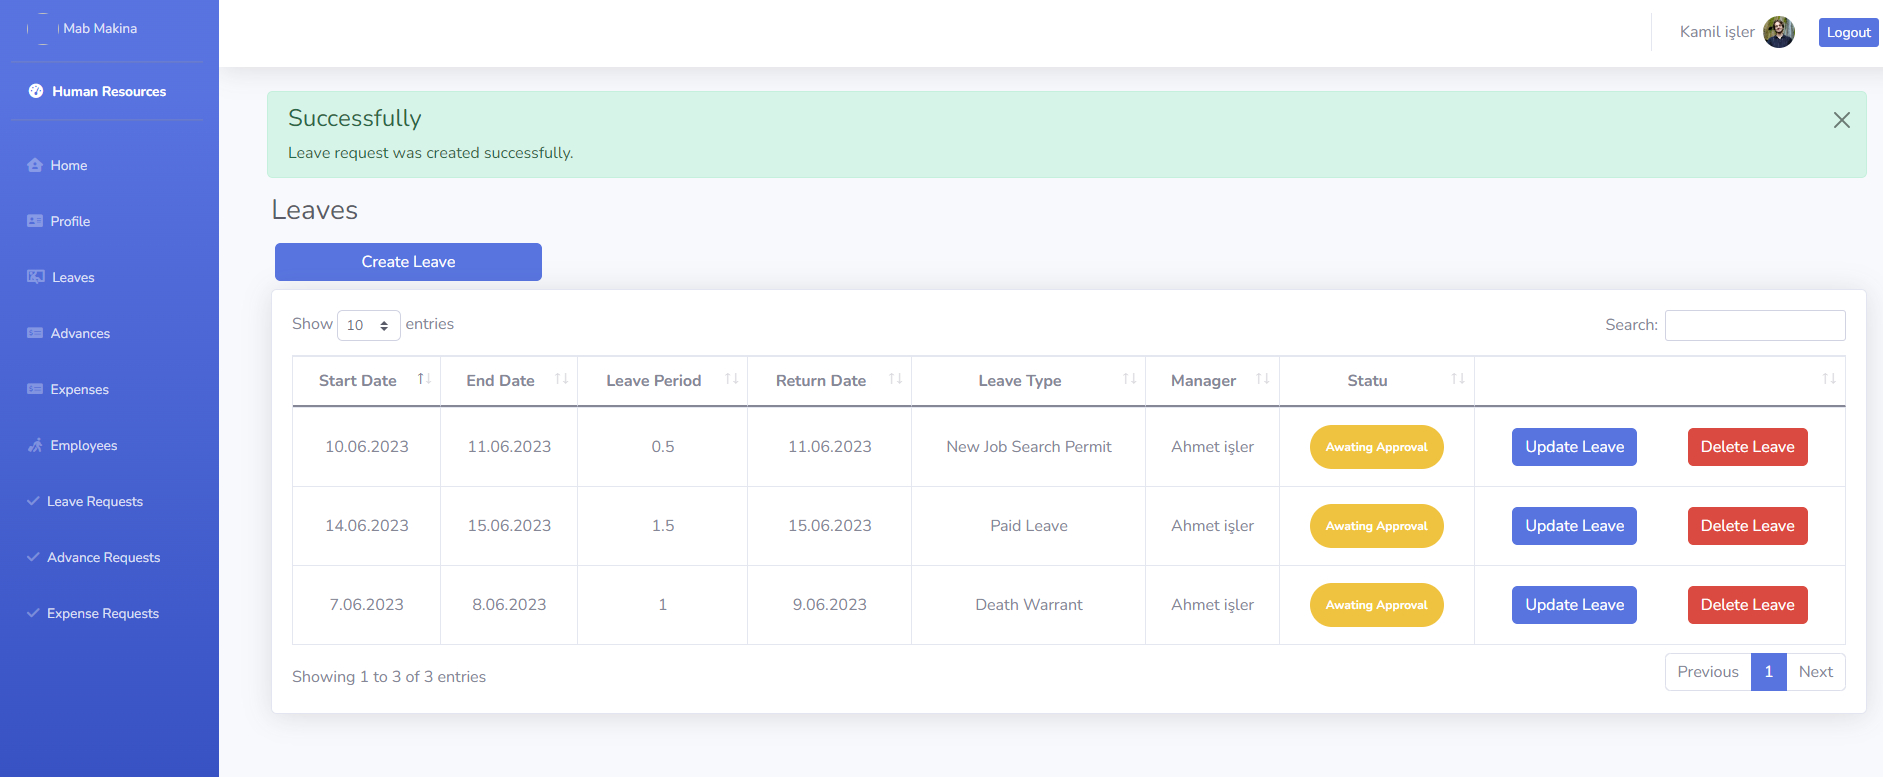 Mab Makina
Kamil işler
Logout
Human Resources
Home
Profile
Leaves
Advances
Expenses
Employees
Leave Requests
Advance Requests
Expense Requests
Successfully
Leave request was created successfully.
Leaves
Create Leave
Show 10 entries
Search:
Start Date End Date Leave Period Return Date Leave Type Manager Statu
10.06.2023 11.06.2023 0.5 11.06.2023 New Job Search Permit Ahmet işler Awating Approval Update Leave Delete Leave
14.06.2023 15.06.2023 1.5 15.06.2023 Paid Leave Ahmet işler Awating Approval Update Leave Delete Leave
7.06.2023 8.06.2023 1 9.06.2023 Death Warrant Ahmet işler Awating Approval Update Leave Delete Leave
Showing 1 to 3 of 3 entries
Previous 1 Next